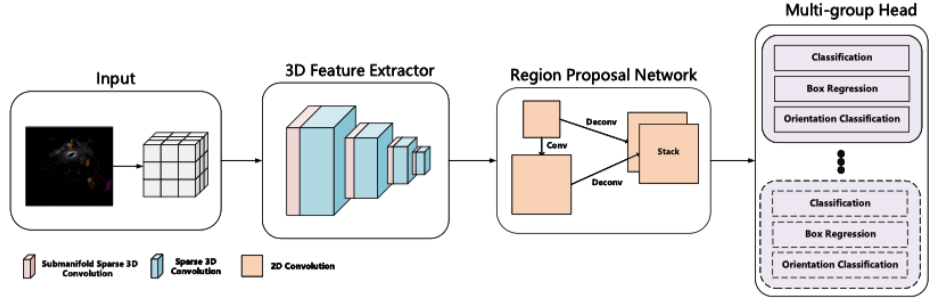 Multi-group Head
Input
3D Feature Extractor
Region Proposal Network
Classification
Box Regression
Orientation Classification
Deconv
Conv
Stack
Deconv
Classification
Box Regression
Orientation Classification
Submanifold Sparse 3D
Convolution
Sparse 3D
Convolution
2D Convolution